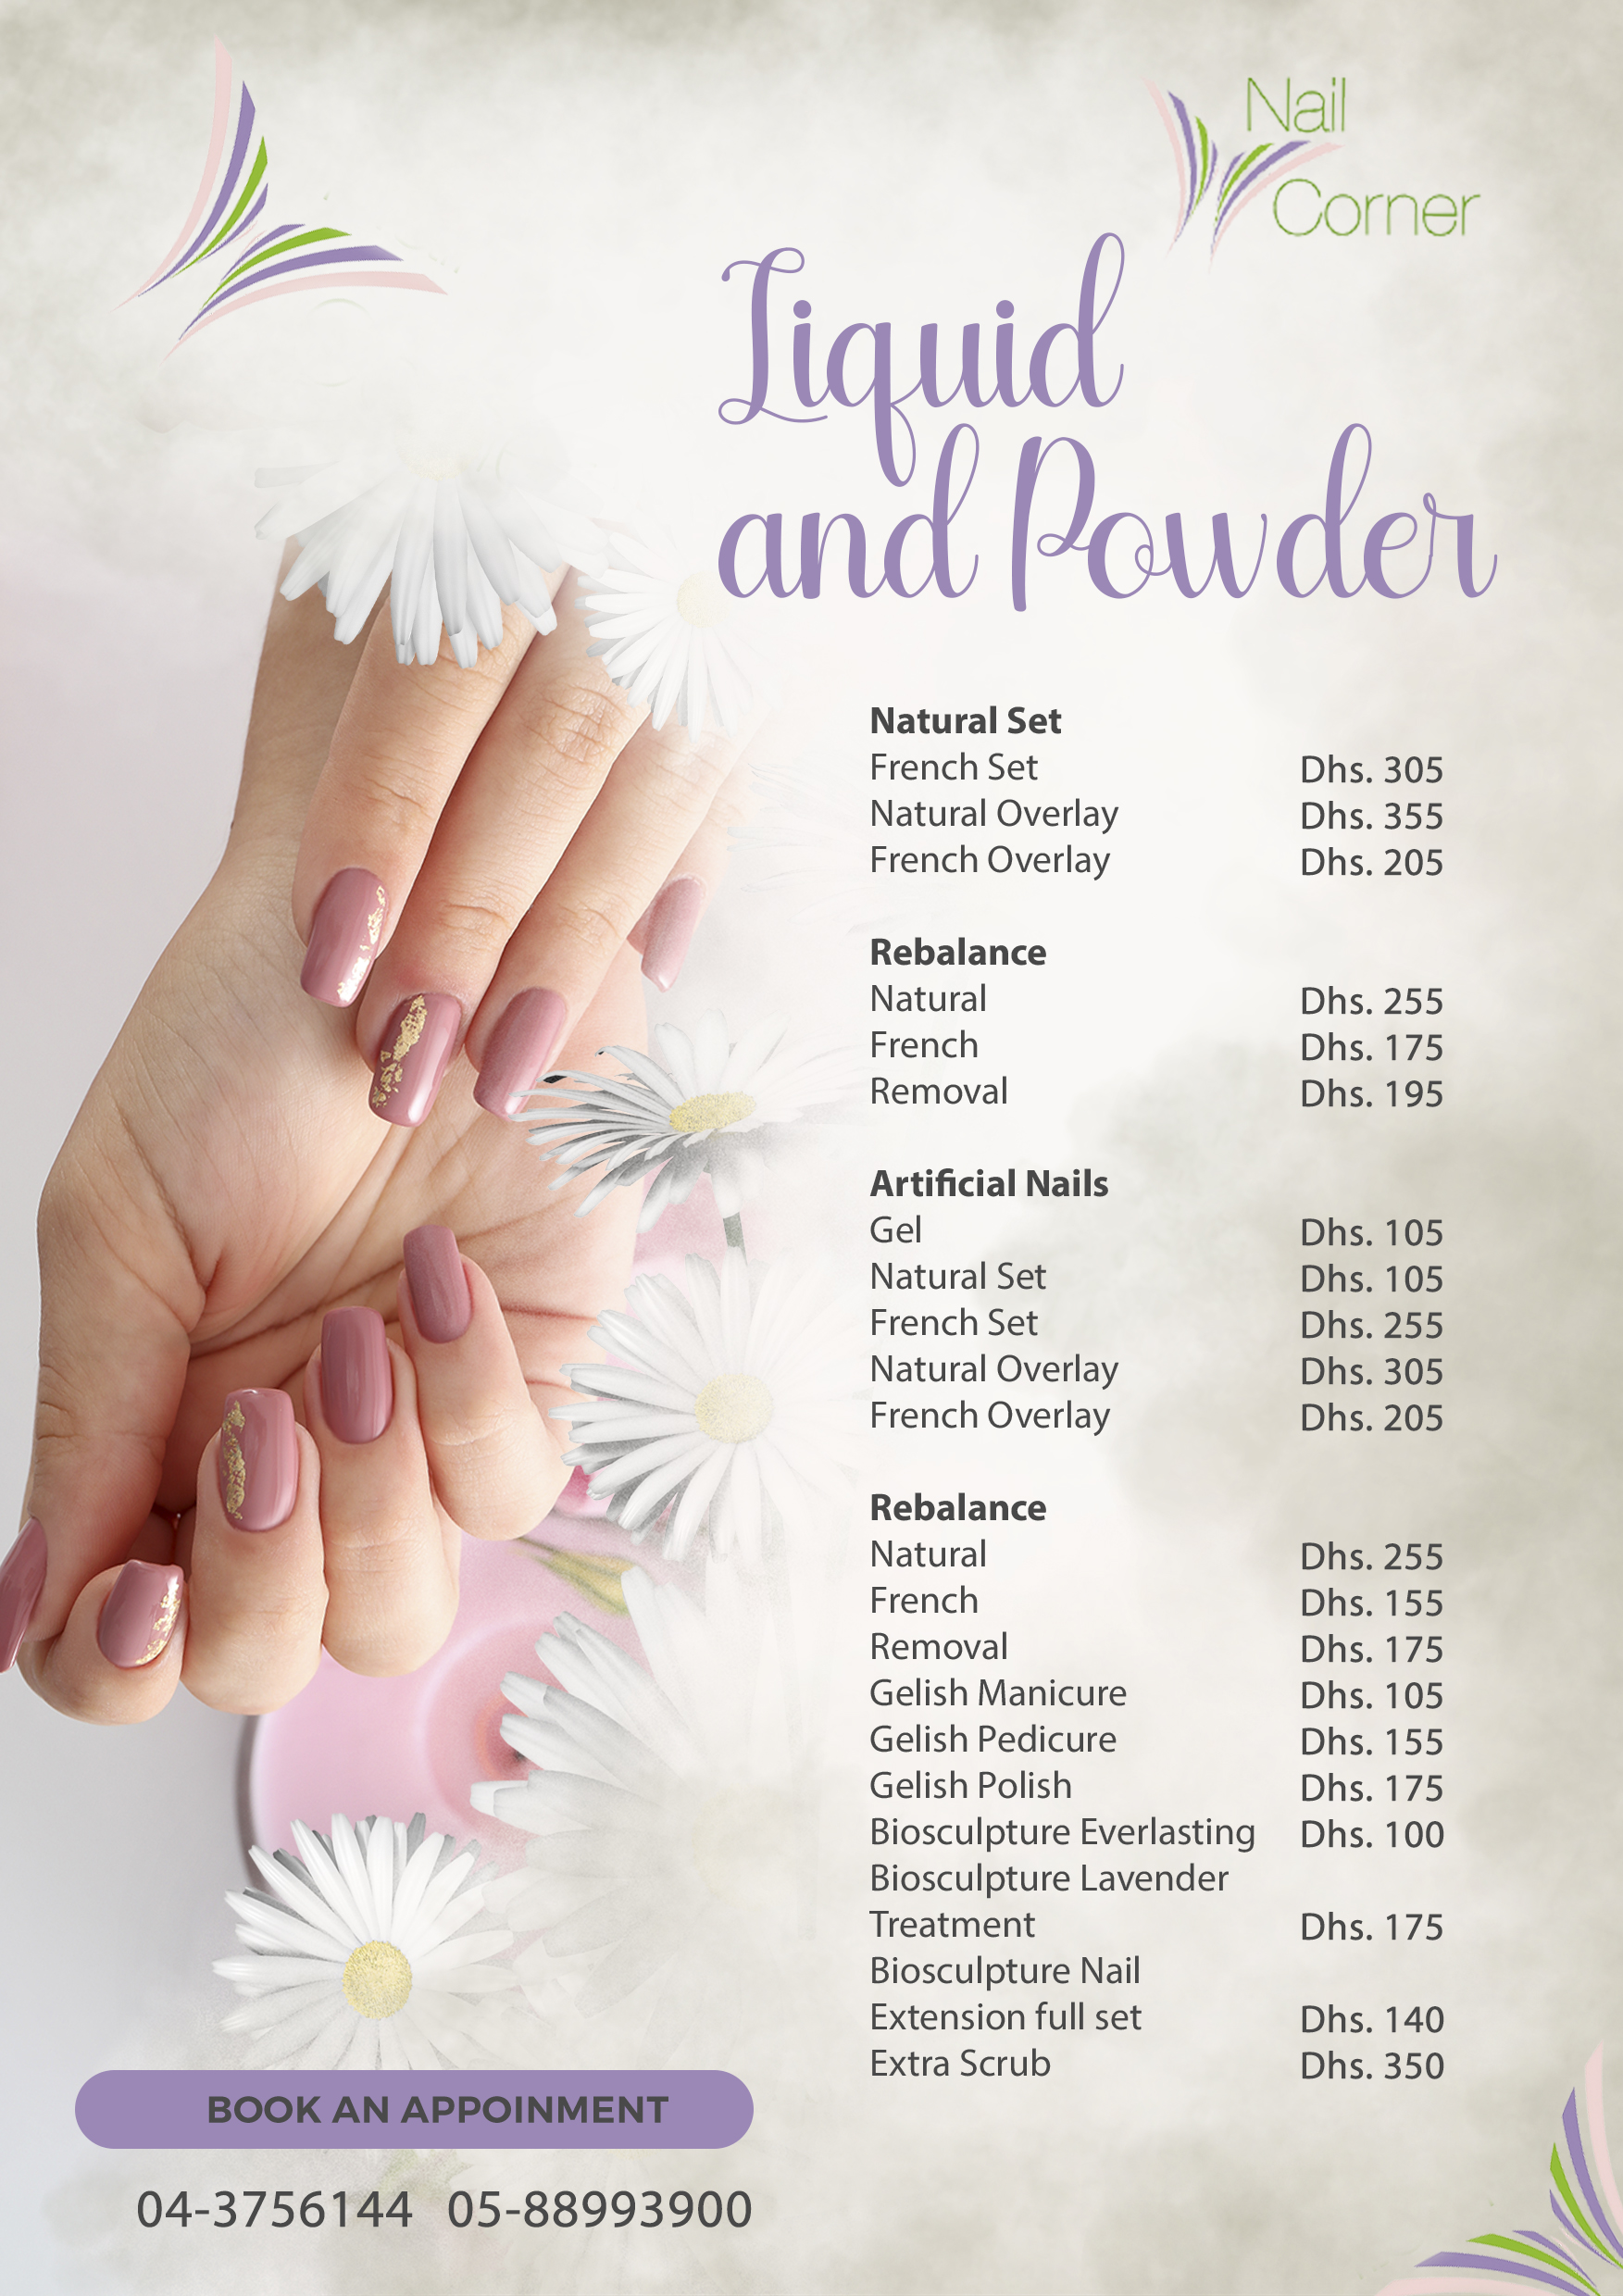 Nail
Corner
Liquid
and Powder
Natural Set
French Set Dhs. 305
Natural Overlay Dhs. 355
French Overlay Dhs. 205
Rebalance
Natural Dhs. 255
French Dhs. 175
Removal Dhs. 195
Artificial Nails
Gel Dhs. 105
Natural Set Dhs. 105
French Set Dhs. 255
Natural Overlay Dhs. 305
French Overlay Dhs. 205
Rebalance
Natural Dhs. 255
French Dhs. 155
Removal Dhs. 175
Gelish Manicure Dhs. 105
Gelish Pedicure Dhs. 155
Gelish Polish Dhs. 175
Biosculpture Everlasting Dhs. 100
Biosculpture Lavender
Treatment Dhs. 175
Biosculpture Nail
Extension full set Dhs. 140
Extra Scrub Dhs. 350
BOOK AN APPOINMENT
04-3756144 05-88993900